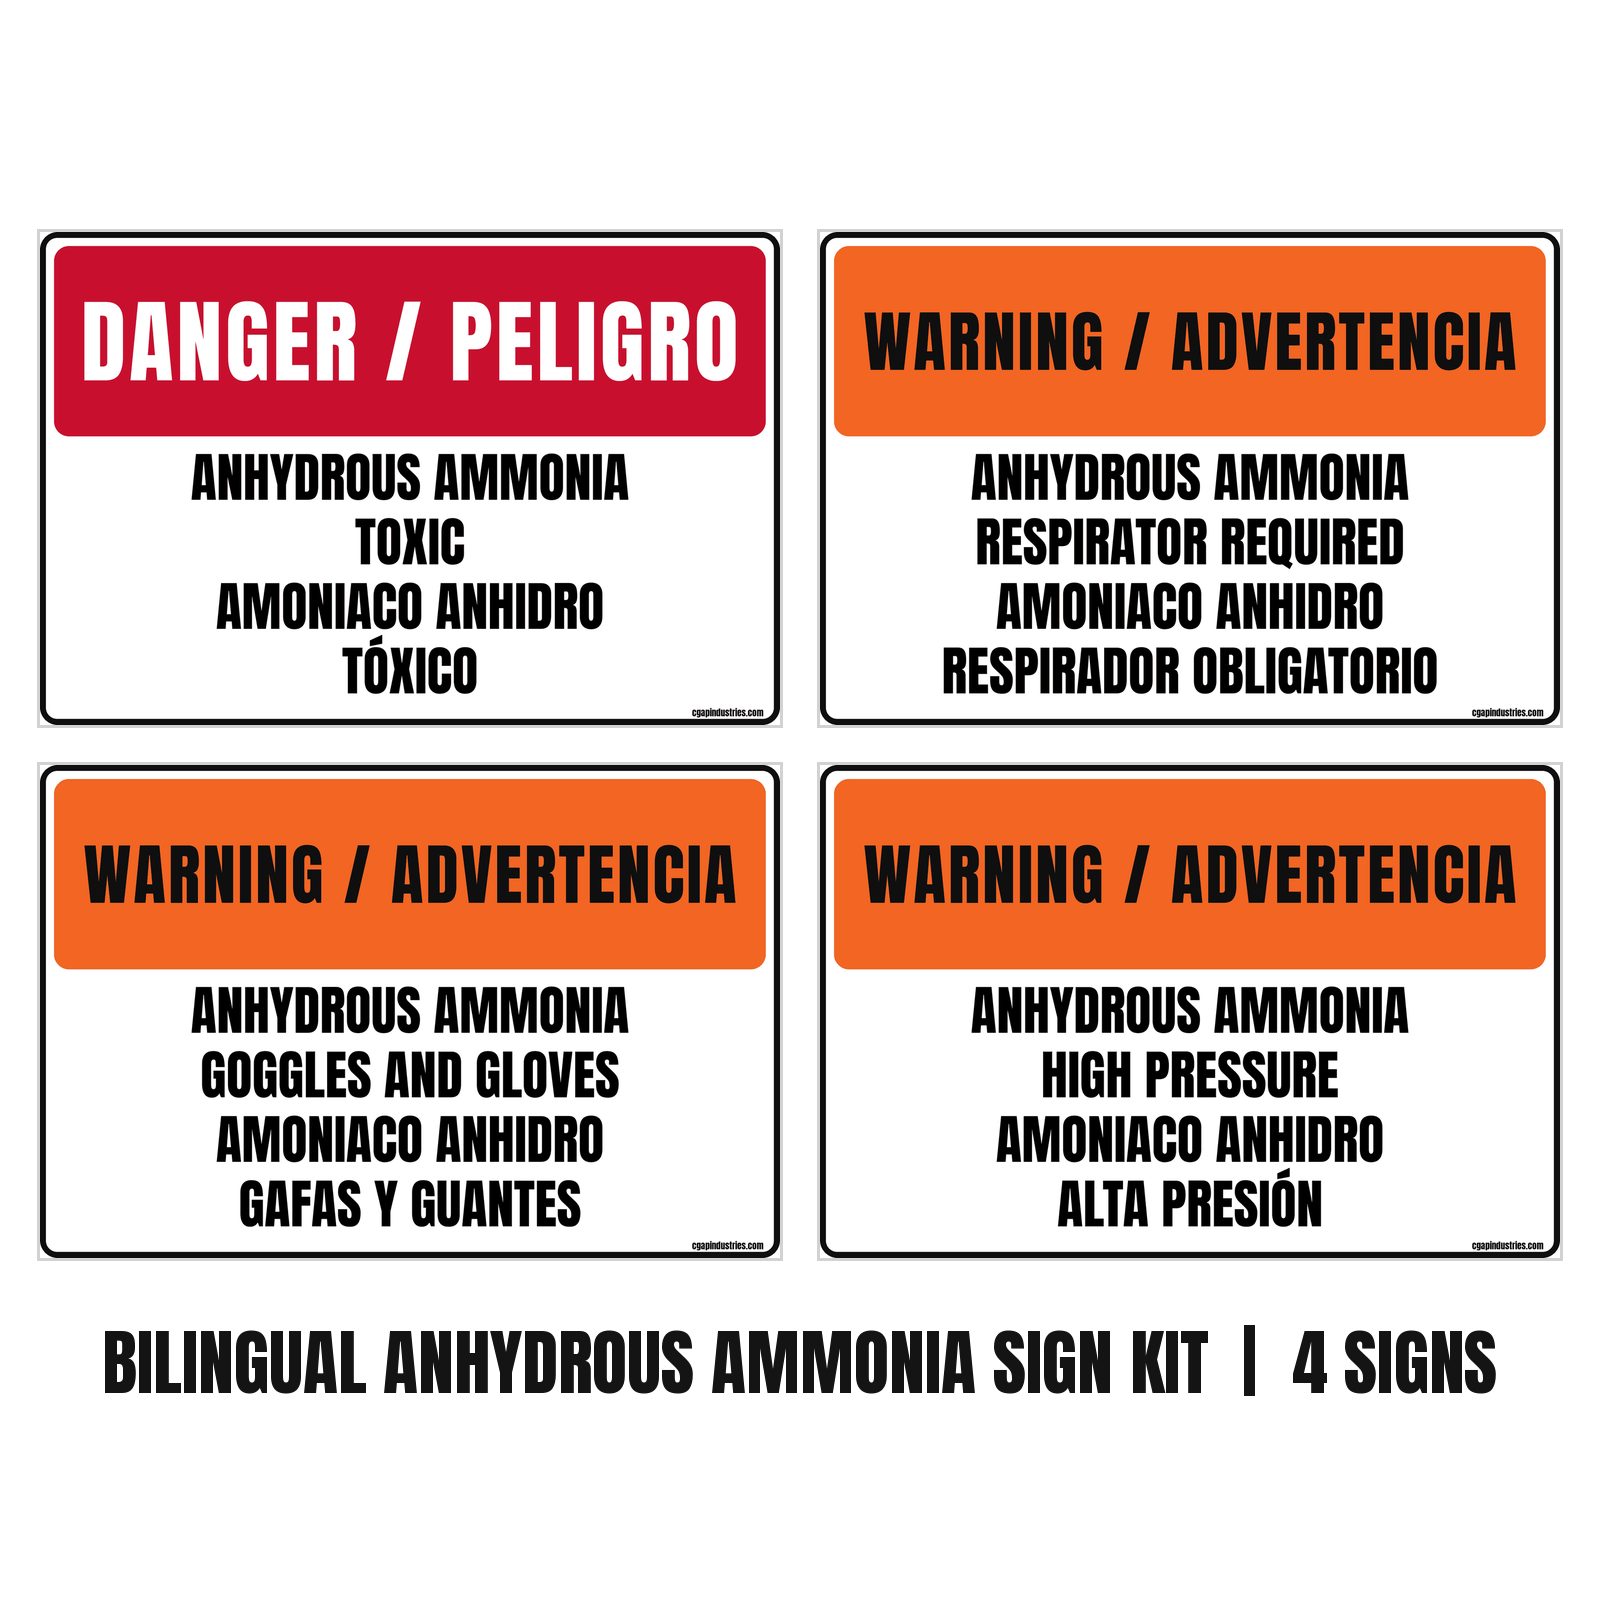 DANGER / PELIGRO
ANHYDROUS AMMONIA
TOXIC
AMONIACO ANHIDRO
TÓXICO
cgapindustries.com
WARNING / ADVERTENCIA
ANHYDROUS AMMONIA
RESPIRATOR REQUIRED
AMONIACO ANHIDRO
RESPIRADOR OBLIGATORIO
cgapindustries.com
WARNING / ADVERTENCIA
ANHYDROUS AMMONIA
GOGGLES AND GLOVES
AMONIACO ANHIDRO
GAFAS Y GUANTES
cgapindustries.com
WARNING / ADVERTENCIA
ANHYDROUS AMMONIA
HIGH PRESSURE
AMONIACO ANHIDRO
ALTA PRESIÓN
cgapindustries.com
BILINGUAL ANHYDROUS AMMONIA SIGN KIT | 4 SIGNS